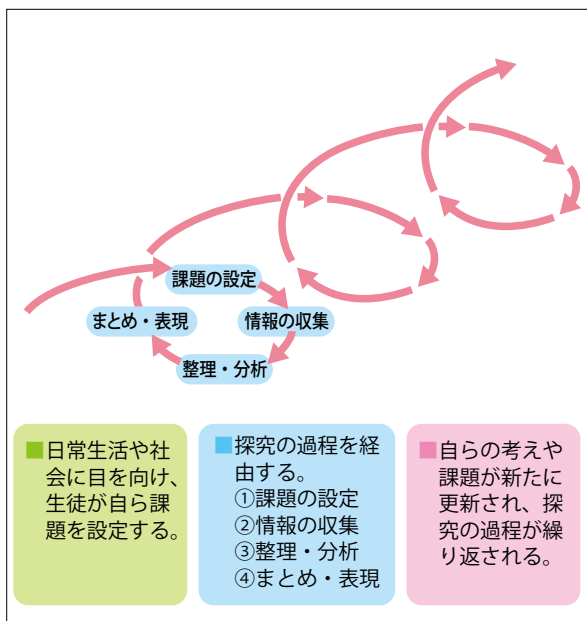 課題の設定
まとめ・表現
情報の収集
整理・分析
■日常生活や社
会に目を向け、
生徒が自ら課
題を設定する。
■探究の過程を経
由する。
①課題の設定
②情報の収集
③整理・分析
④まとめ・表現
■自らの考えや
課題が新たに
更新され、探
究の過程が繰
り返される。